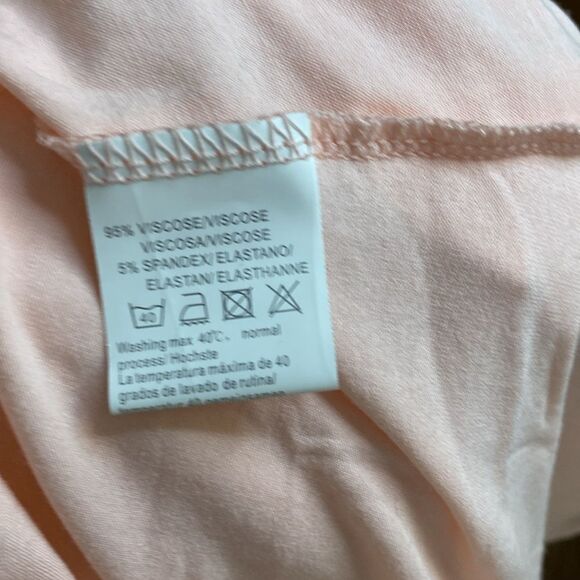 95% VISCOSE/VISCOSE
VISCOSA/VISCOSE
5% SPANDEX/ ELASTANO/
ELASTAN/ ELASTHANNE
40
Washing max 40℃、 normal
process/ Höchste
La temperatura máxima de 40
grados de lavado de rutina/